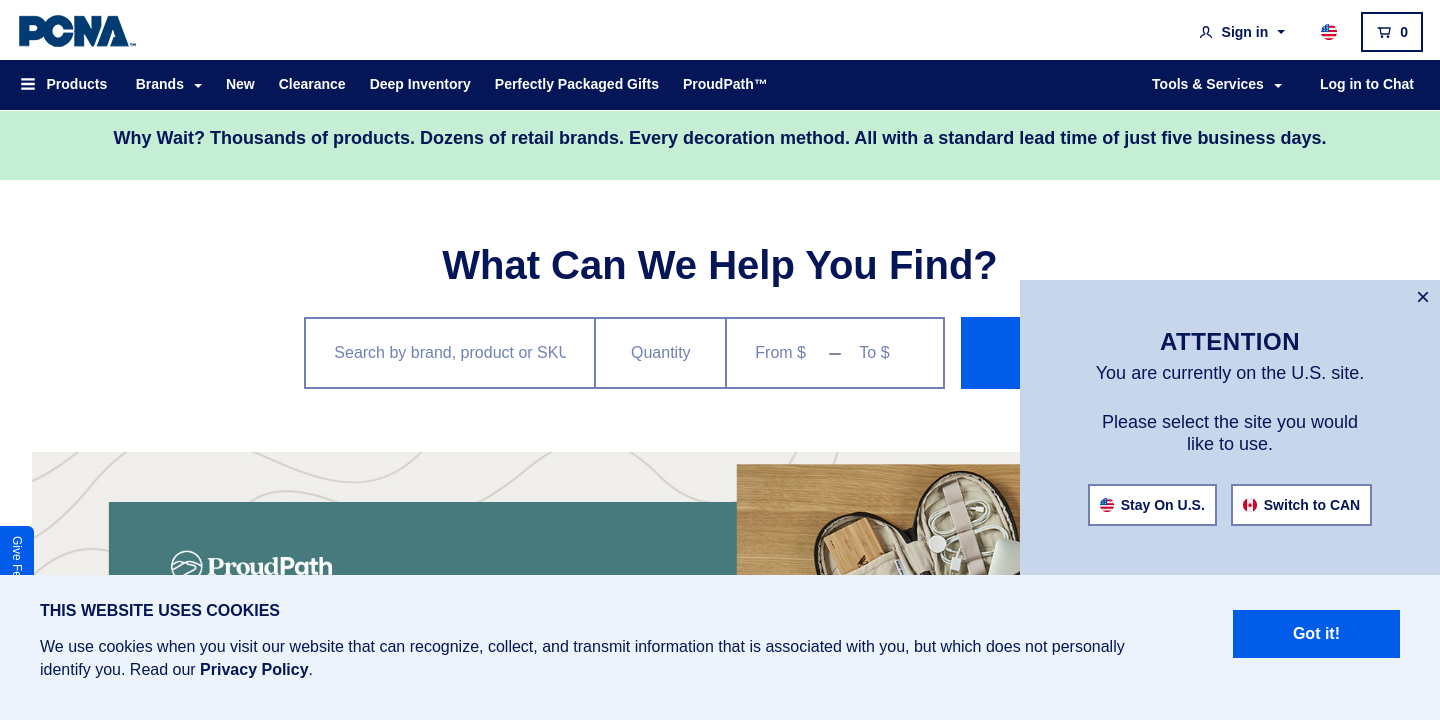 PCNA™
Sign in
0
Products
Brands
New
Clearance
Deep Inventory
Perfectly Packaged Gifts
ProudPath™
Tools & Services
Log in to Chat
Why Wait? Thousands of products. Dozens of retail brands. Every decoration method. All with a standard lead time of just five business days.
What Can We Help You Find?
Search by brand, product or SKU
Quantity
From $
–
To $
×
ATTENTION
You are currently on the U.S. site.
Please select the site you would
like to use.
Stay On U.S.
Switch to CAN
ProudPath
Give Fe
THIS WEBSITE USES COOKIES
We use cookies when you visit our website that can recognize, collect, and transmit information that is associated with you, but which does not personally
identify you. Read our Privacy Policy.
Got it!